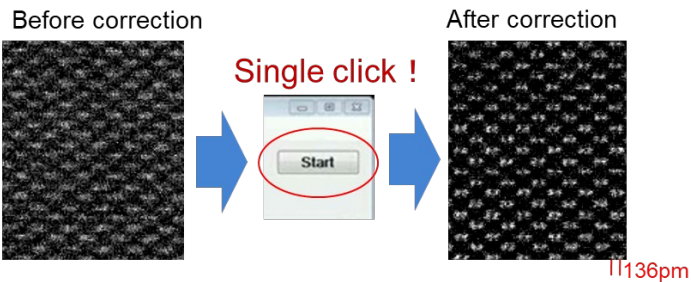 Before correction
After correction
Single click！
Start
136pm